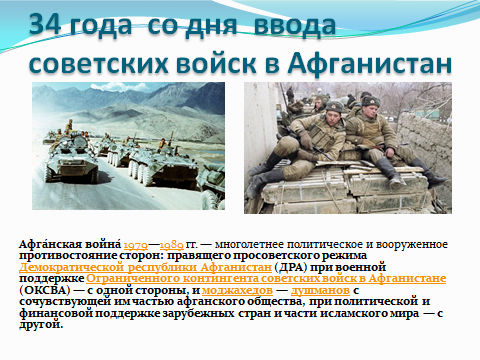 34 года со дня ввода
советских войск в Афганистан
Афга́нская война́ 1979—1989 гг. — многолетнее политическое и вооруженное
противостояние сторон: правящего просоветского режима
Демократической республики Афганистан (ДРА) при военной
поддержке Ограниченного контингента советских войск в Афганистане
(ОКСВА) — с одной стороны, и моджахедов — душманов с
сочувствующей им частью афганского общества, при политической и
финансовой поддержке зарубежных стран и части исламского мира — с
другой.